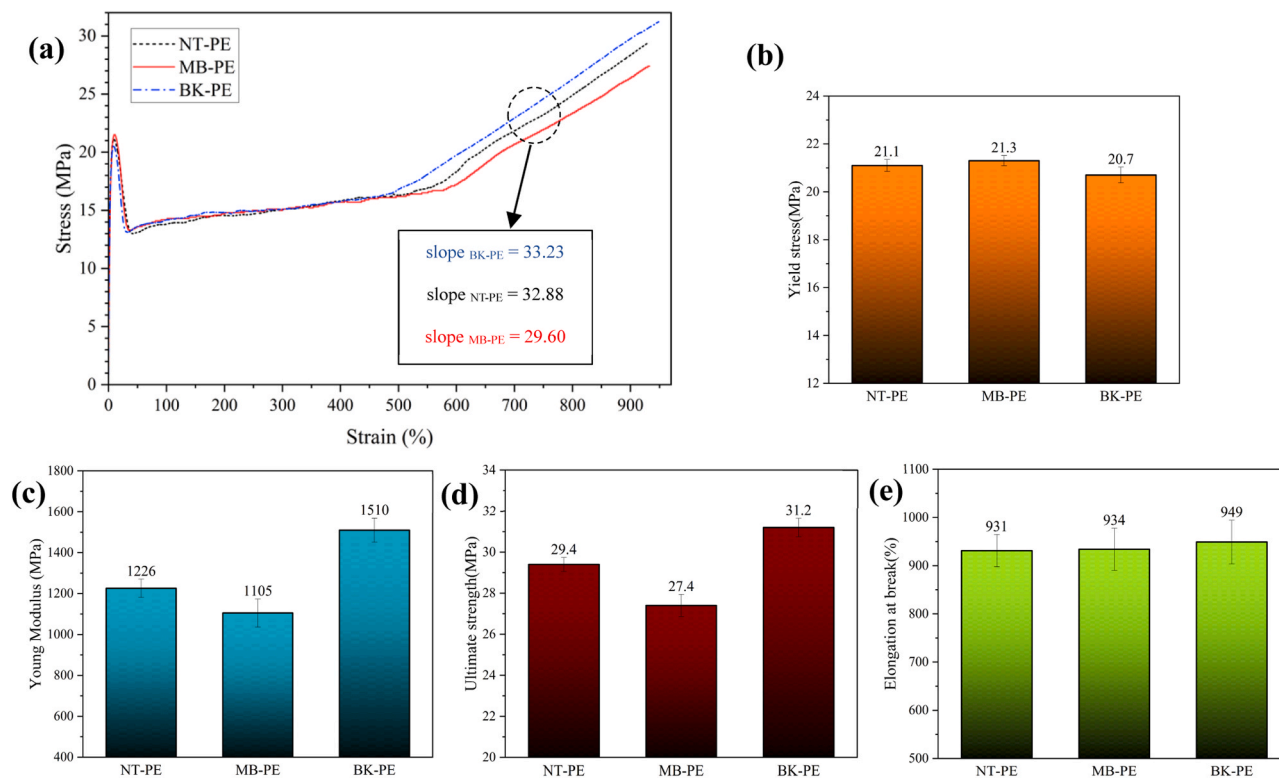 (a)
NT-PE
MB-PE
BK-PE
30
25
20
15
10
5
0
Stress (MPa)
0 100 200 300 400 500 600 700 800 900
Strain (%)
slope BK-PE = 33.23
slope NT-PE = 32.88
slope MB-PE = 29.60
(b)
24
22
20
18
16
14
12
Yield stress(MPa)
21.1 21.3 20.7
NT-PE MB-PE BK-PE
(c)
1800
1600
1400
1200
1000
800
600
400
Young Modulus (MPa)
1226 1105 1510
NT-PE MB-PE BK-PE
(d)
34
32
30
28
26
24
22
20
Ultimate strength(MPa)
29.4 27.4 31.2
NT-PE MB-PE BK-PE
(e)
1100
1000
900
800
700
600
500
Elongation at break(%)
931 934 949
NT-PE MB-PE BK-PE